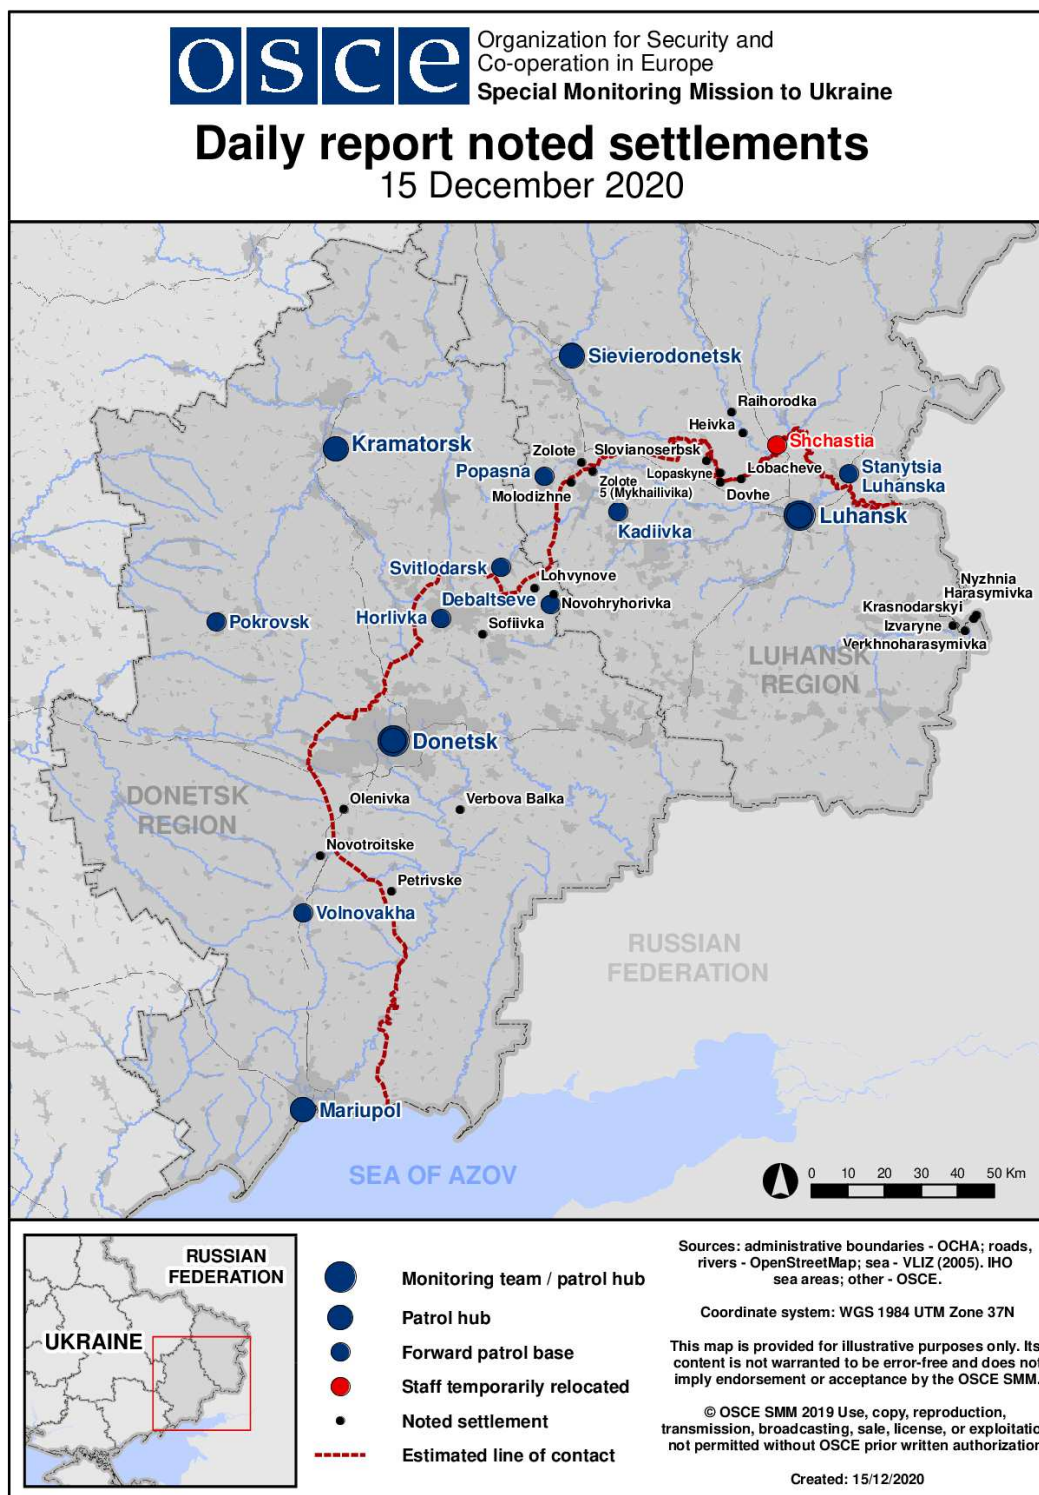 osce
Organization for Security and
Co-operation in Europe
Special Monitoring Mission to Ukraine
Daily report noted settlements
15 December 2020
Sievierodonetsk
Raihorodka
Heivka
Shchastia
Kramatorsk
Zolote
Slovianoserbsk
Popasna
Lopaskyne
Lobacheve
Stanytsia
Luhanska
Zolote
5 (Mykhailivika)
Molodizhne
Dovhe
Luhansk
Kadiivka
Svitlodarsk
Lohvynove
Nyzhnia
Harasymivka
Debaltseve
Novohryhorivka
Krasnodarskyi
Pokrovsk
Horlivka
Sofiivka
Izvaryne
Verkhnoharasymivka
LUHANSK
REGION
Donetsk
DONETSK
REGION
Olenivka
Verbova Balka
Novotroitske
Petrivske
Volnovakha
RUSSIAN
FEDERATION
Mariupol
SEA OF AZOV
0 10 20 30 40 50 Km
RUSSIAN
FEDERATION
UKRAINE
Monitoring team / patrol hub
Patrol hub
Forward patrol base
Staff temporarily relocated
Noted settlement
Estimated line of contact
Sources: administrative boundaries - OCHA; roads,
rivers - OpenStreetMap; sea - VLIZ (2005). IHO
sea areas; other - OSCE.
Coordinate system: WGS 1984 UTM Zone 37N
This map is provided for illustrative purposes only. Its
content is not warranted to be error-free and does not
imply endorsement or acceptance by the OSCE SMM.
© OSCE SMM 2019 Use, copy, reproduction,
transmission, broadcasting, sale, license, or exploitatio
not permitted without OSCE prior written authorization
Created: 15/12/2020